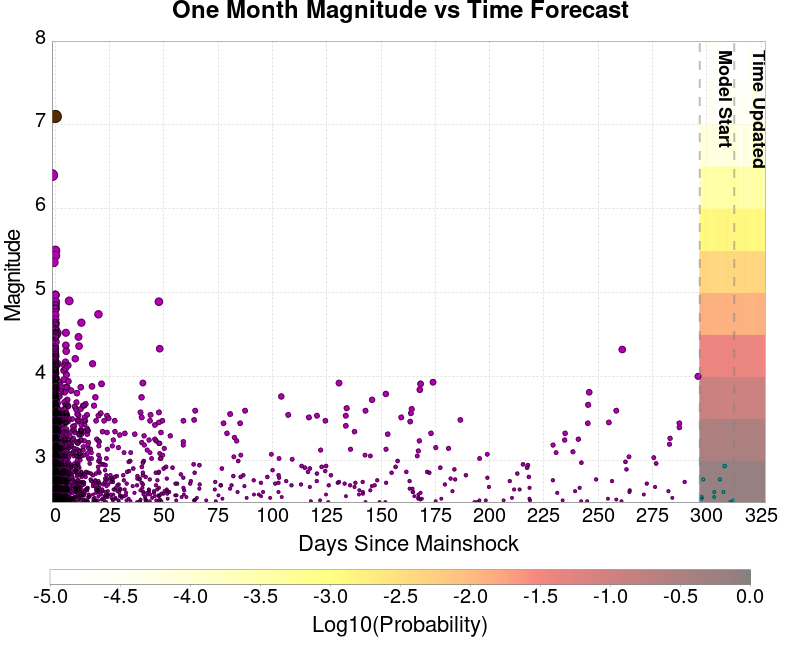 One Month Magnitude vs Time Forecast
Magnitude
8
7
6
5
4
3
Model Start
Time Updated
0 25 50 75 100 125 150 175 200 225 250 275 300 325
Days Since Mainshock
-5.0 -4.5 -4.0 -3.5 -3.0 -2.5 -2.0 -1.5 -1.0 -0.5 0.0
Log10(Probability)